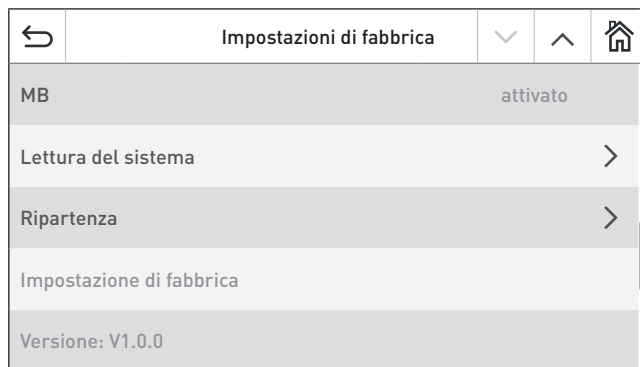 Impostazioni di fabbrica
MB attivato
Lettura del sistema
Ripartenza
Impostazione di fabbrica
Versione: V1.0.0